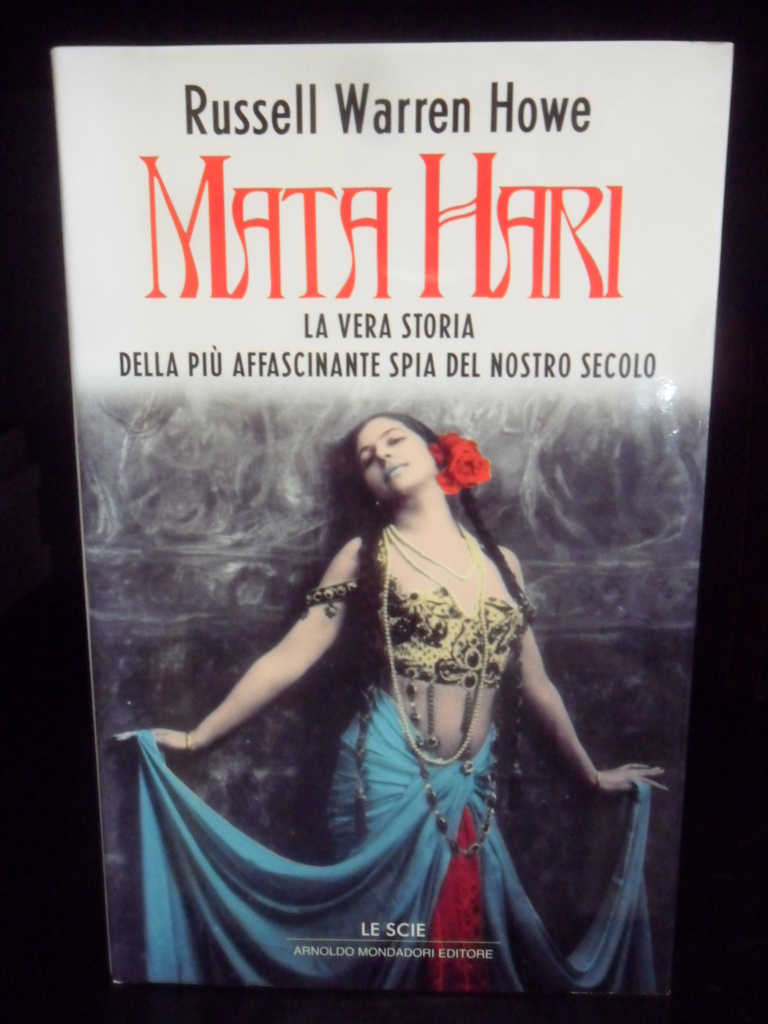 Russell Warren Howe
MATA HARI
LA VERA STORIA
DELLA PIÙ AFFASCINANTE SPIA DEL NOSTRO SECOLO
LE SCIE
ARNOLDO MONDADORI EDITORE